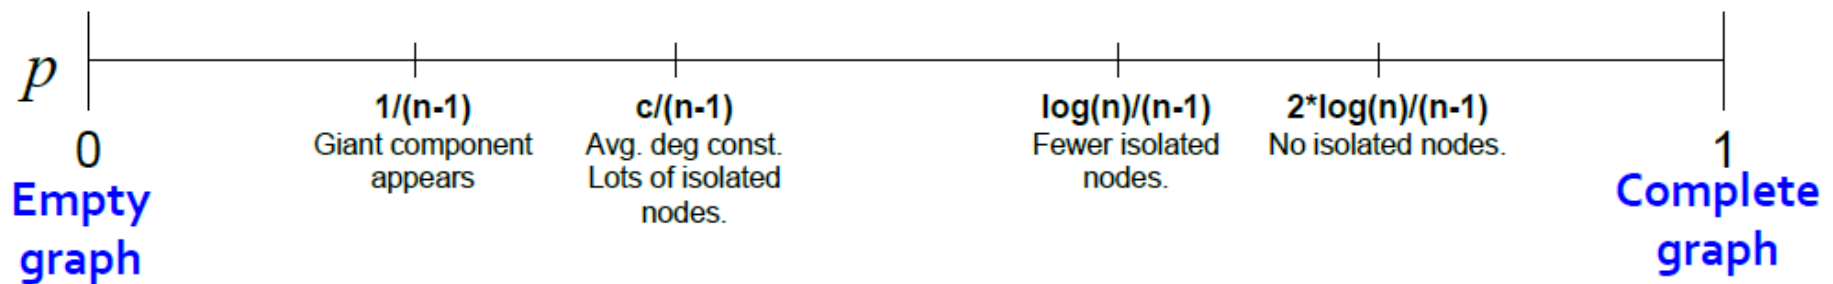 p
0
Empty
graph
1/(n-1)
Giant component
appears
c/(n-1)
Avg. deg const.
Lots of isolated
nodes.
log(n)/(n-1)
Fewer isolated
nodes.
2*log(n)/(n-1)
No isolated nodes.
1
Complete
graph